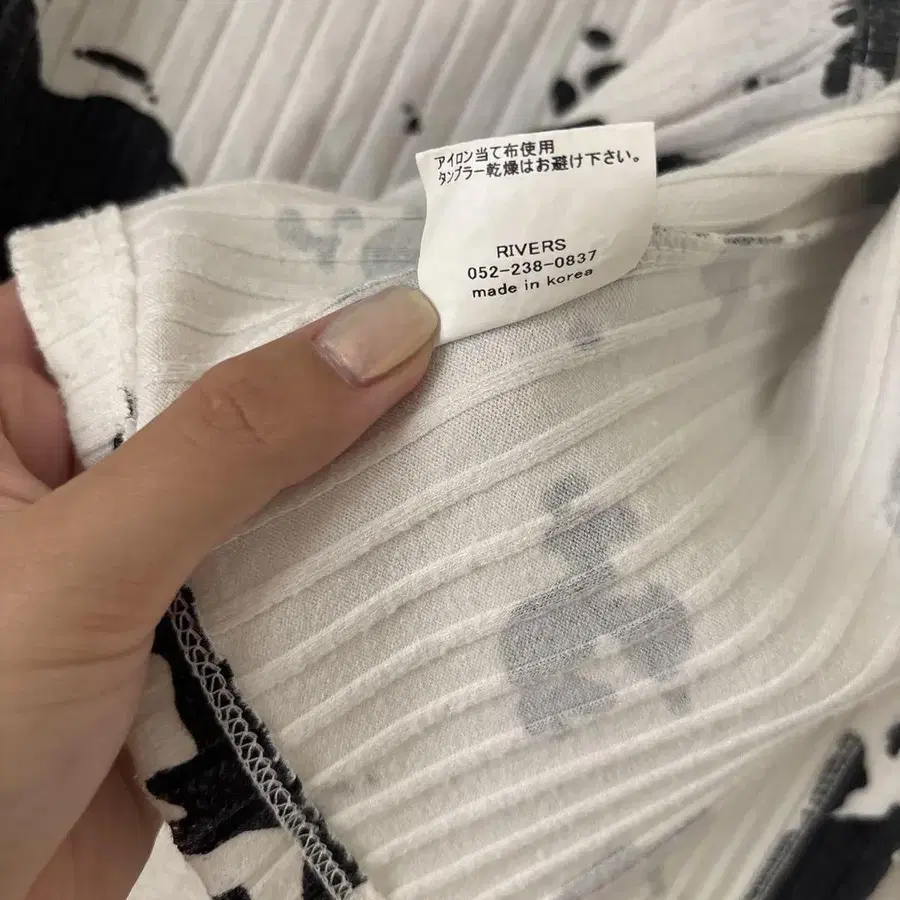 アイロン当て布使用
タンブラー乾燥はお避け下さい。
RIVERS
052-238-0837
made in korea